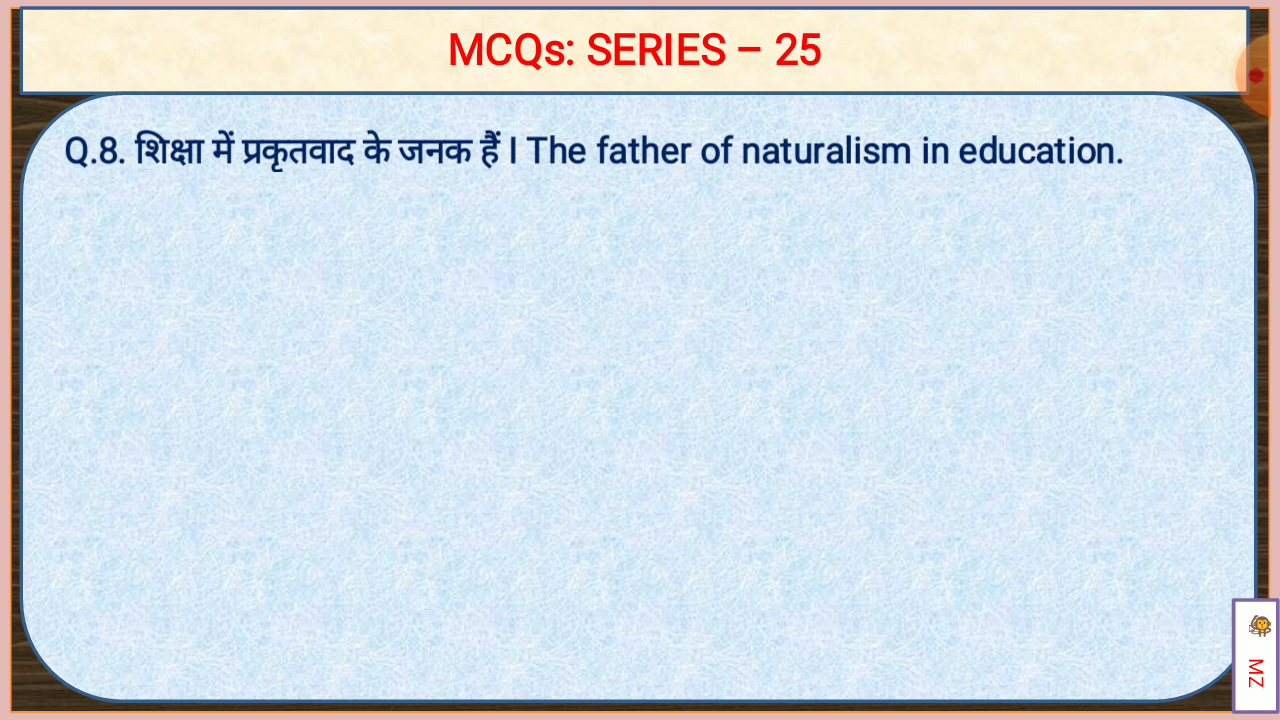 MCQs: SERIES – 25
Q.8. शिक्षा में प्रकृतवाद के जनक हैं I The father of naturalism in education.
MZ